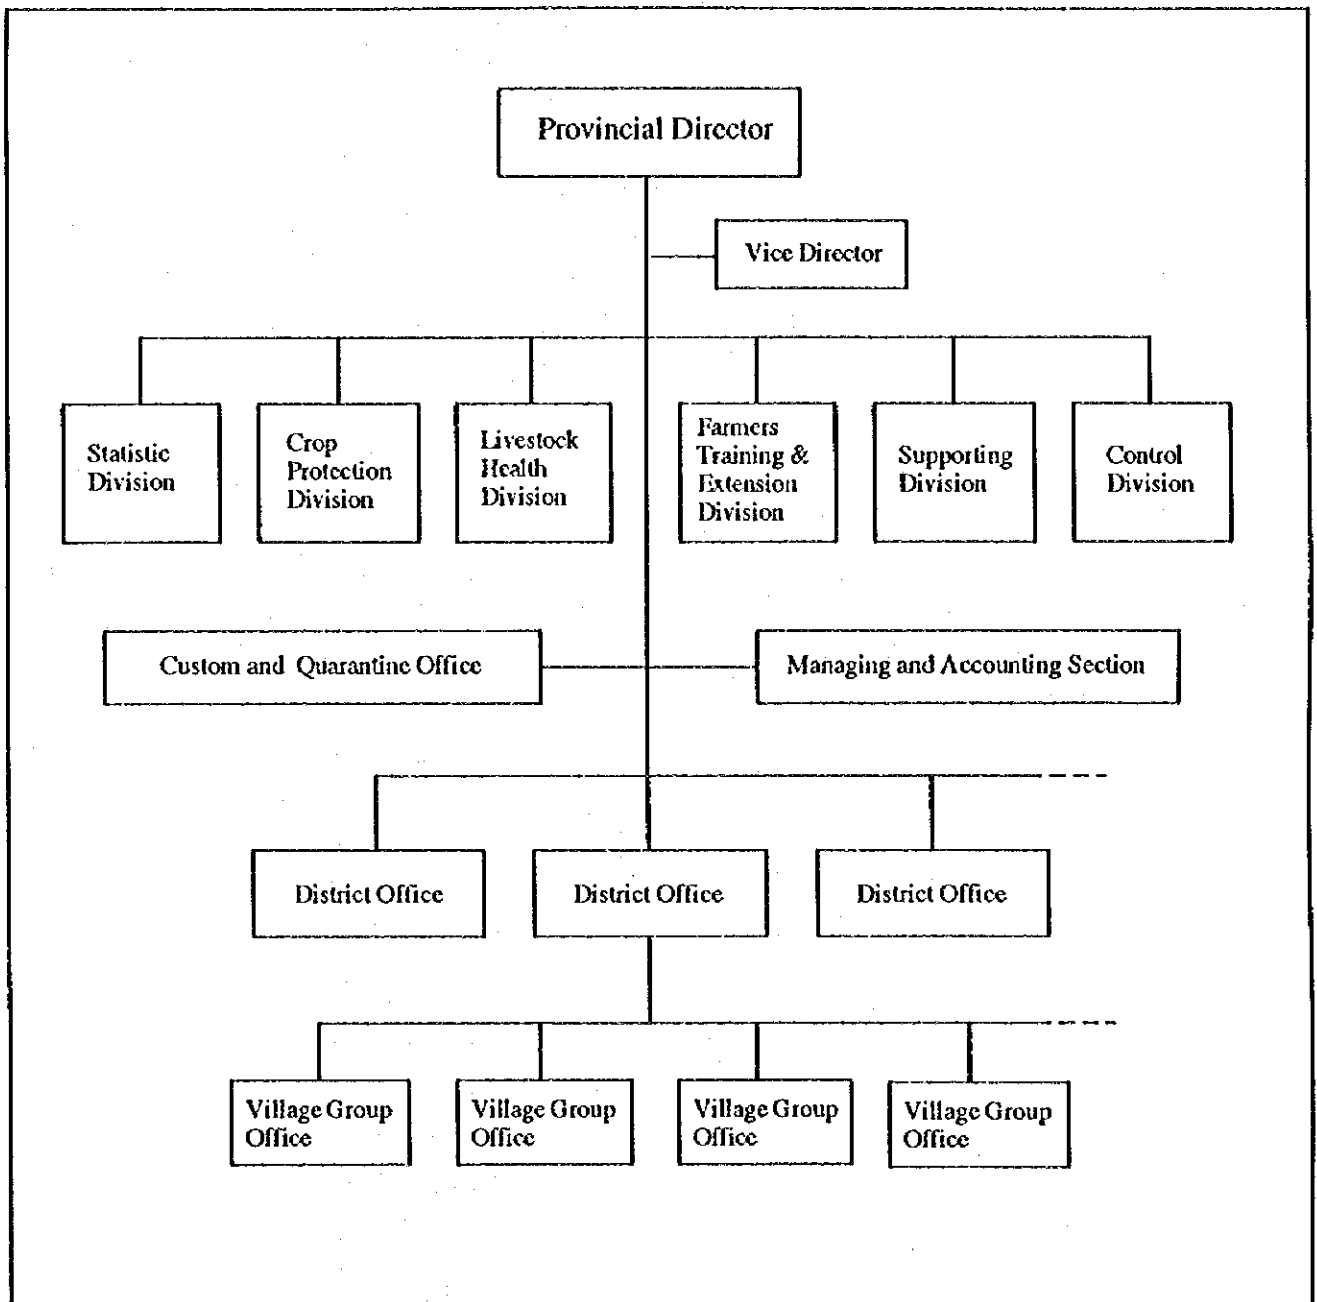 Provincial Director
Vice Director
Statistic
Division
Crop
Protection
Division
Livestock
Health
Division
Farmers
Training &
Extension
Division
Supporting
Division
Control
Division
Custom and Quarantine Office
Managing and Accounting Section
District Office
District Office
District Office
Village Group
Office
Village Group
Office
Village Group
Office
Village Group
Office